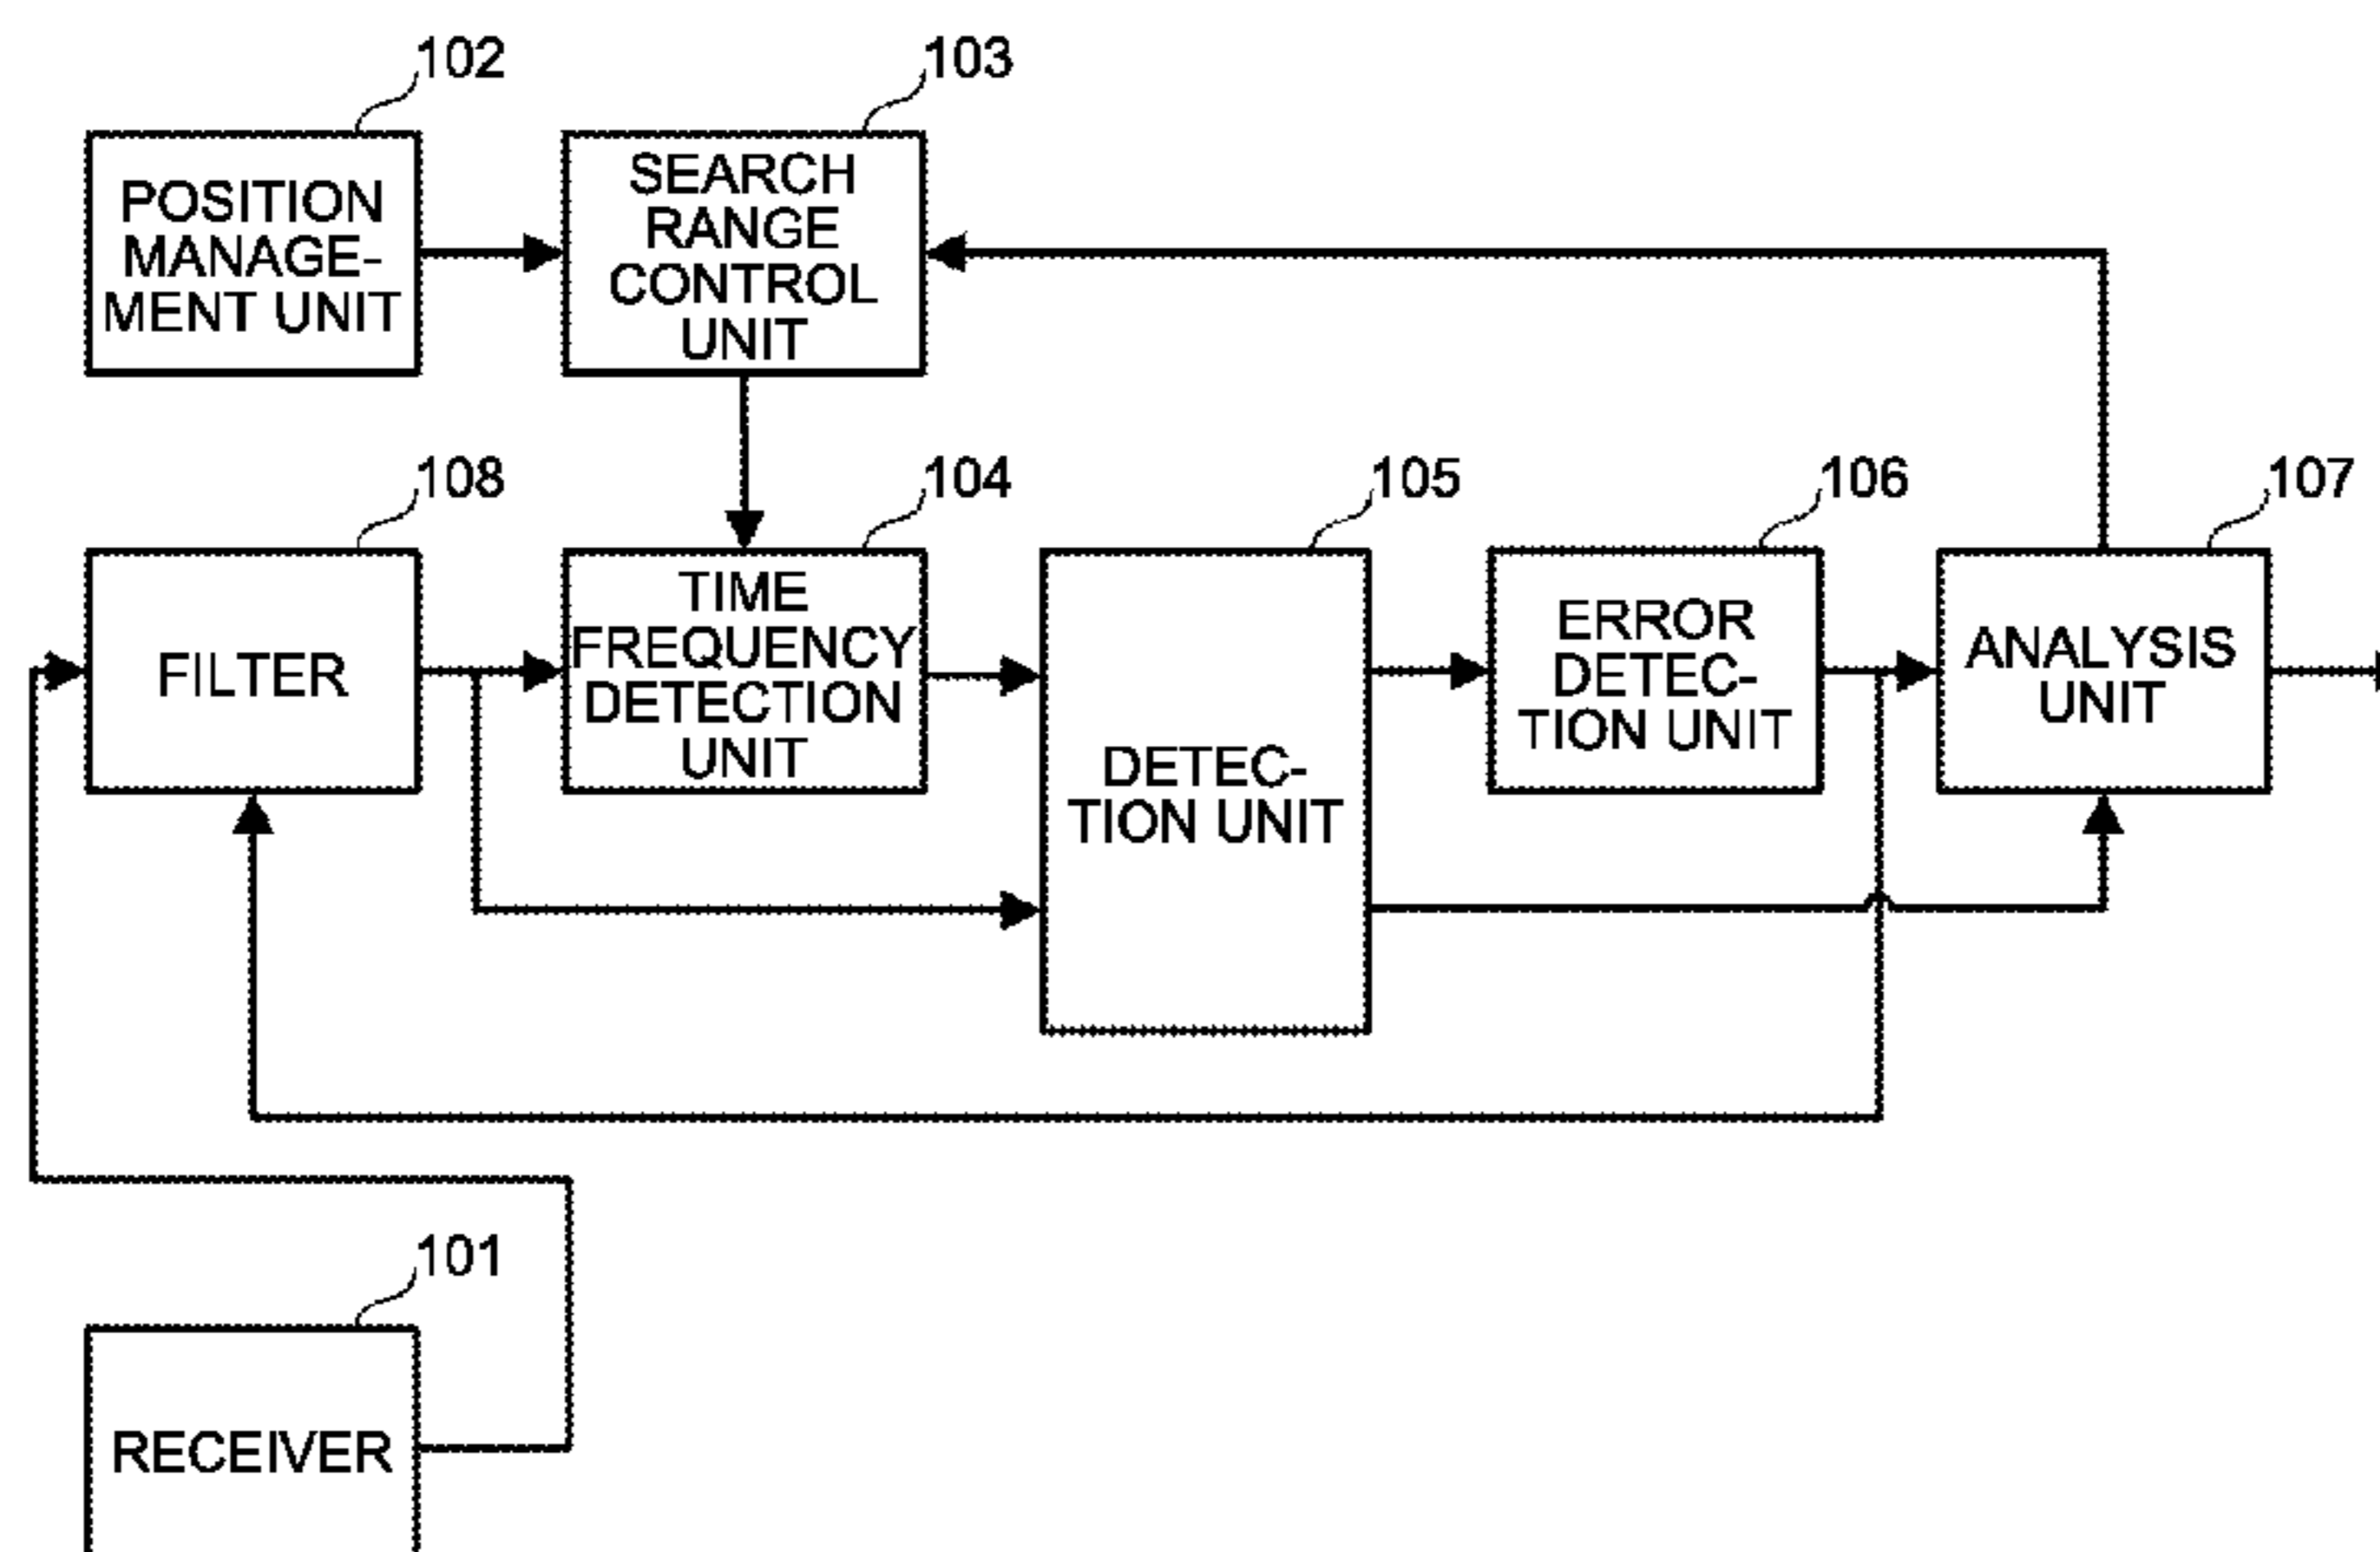 102
103
POSITION
MANAGE-
MENT UNIT
SEARCH
RANGE
CONTROL
UNIT
108
104
105
106
107
FILTER
TIME
FREQUENCY
DETECTION
UNIT
DETEC-
TION UNIT
ERROR
DETEC-
TION UNIT
ANALYSIS
UNIT
101
RECEIVER